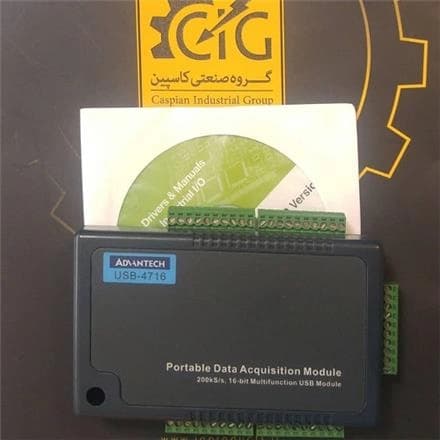 CIG
گروه صنعتی کاسپین
Caspian Industrial Group
Drivers & Manuals
Industrial I/O
Version
ADVANTECH
USB-4716
Portable Data Acquisition Module
200kS/s, 16-bit Multifunction USB Module